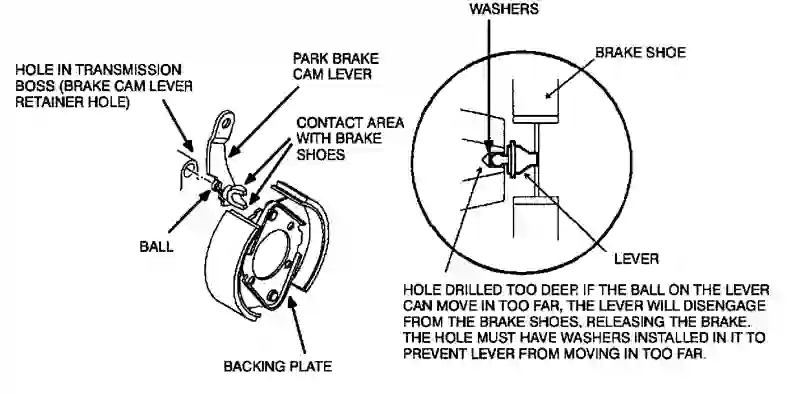 HOLE IN TRANSMISSION
BOSS (BRAKE CAM LEVER
RETAINER HOLE)
PARK BRAKE
CAM LEVER
CONTACT AREA
WITH BRAKE
SHOES
BALL
BACKING PLATE
WASHERS
BRAKE SHOE
LEVER
HOLE DRILLED TOO DEEP. IF THE BALL ON THE LEVER
CAN MOVE IN TOO FAR, THE LEVER WILL DISENGAGE
FROM THE BRAKE SHOES, RELEASING THE BRAKE.
THE HOLE MUST HAVE WASHERS INSTALLED IN IT TO
PREVENT LEVER FROM MOVING IN TOO FAR.